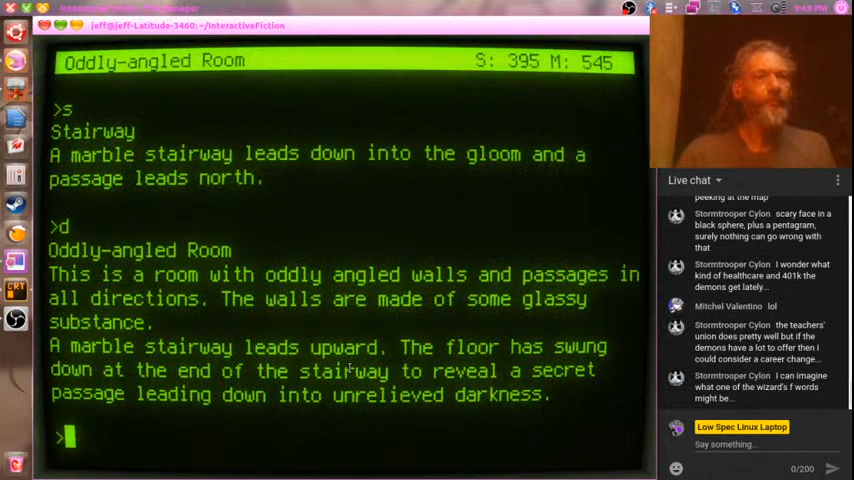 9:48 PM
jeff@jeff-Latitude-3460: ~/InteractiveFiction
Oddly-angled Room S: 395 M: 545
>s
Stairway
A marble stairway leads down into the gloom and a
passage leads north.
>d
Oddly-angled Room
This is a room with oddly angled walls and passages in
all directions. The walls are made of some glassy
substance.
A marble stairway leads upward. The floor has swung
down at the end of the stairway to reveal a secret
passage leading down into unrelieved darkness.
>
CRT
Live chat
peeking at the map
Stormtrooper Cylon scary face in a
black sphere, plus a pentagram,
surely nothing can go wrong with
that
Stormtrooper Cylon I wonder what
kind of healthcare and 401k the
demons get lately...
Mitchel Valentino lol
Stormtrooper Cylon the teachers'
union does pretty well but if the
demons have a lot to offer then I
could consider a career change...
Stormtrooper Cylon I can imagine
what one of the wizard's f words
might be...
Low Spec Linux Laptop
Say something...
0/200